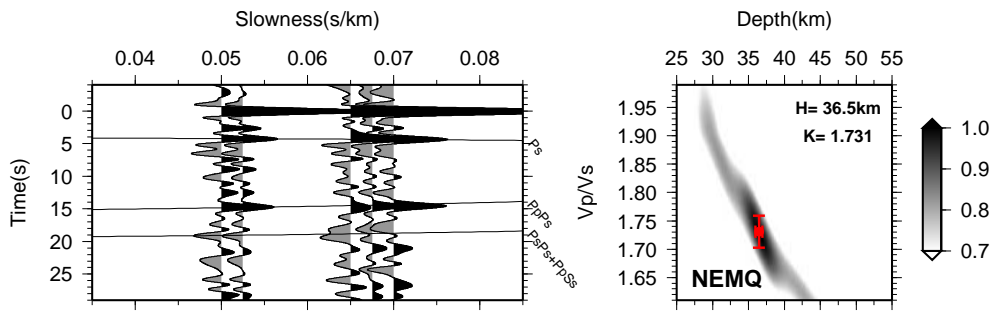 Slowness(s/km)
0.04 0.05 0.06 0.07 0.08
Time(s)
0
5
10
15
20
25
Ps
PpPs
PsPs+PpSs
Depth(km)
25 30 35 40 45 50 55
Vp/Vs
1.95
1.90
1.85
1.80
1.75
1.70
1.65
H= 36.5km
K= 1.731
NEMQ
1.0
0.9
0.8
0.7